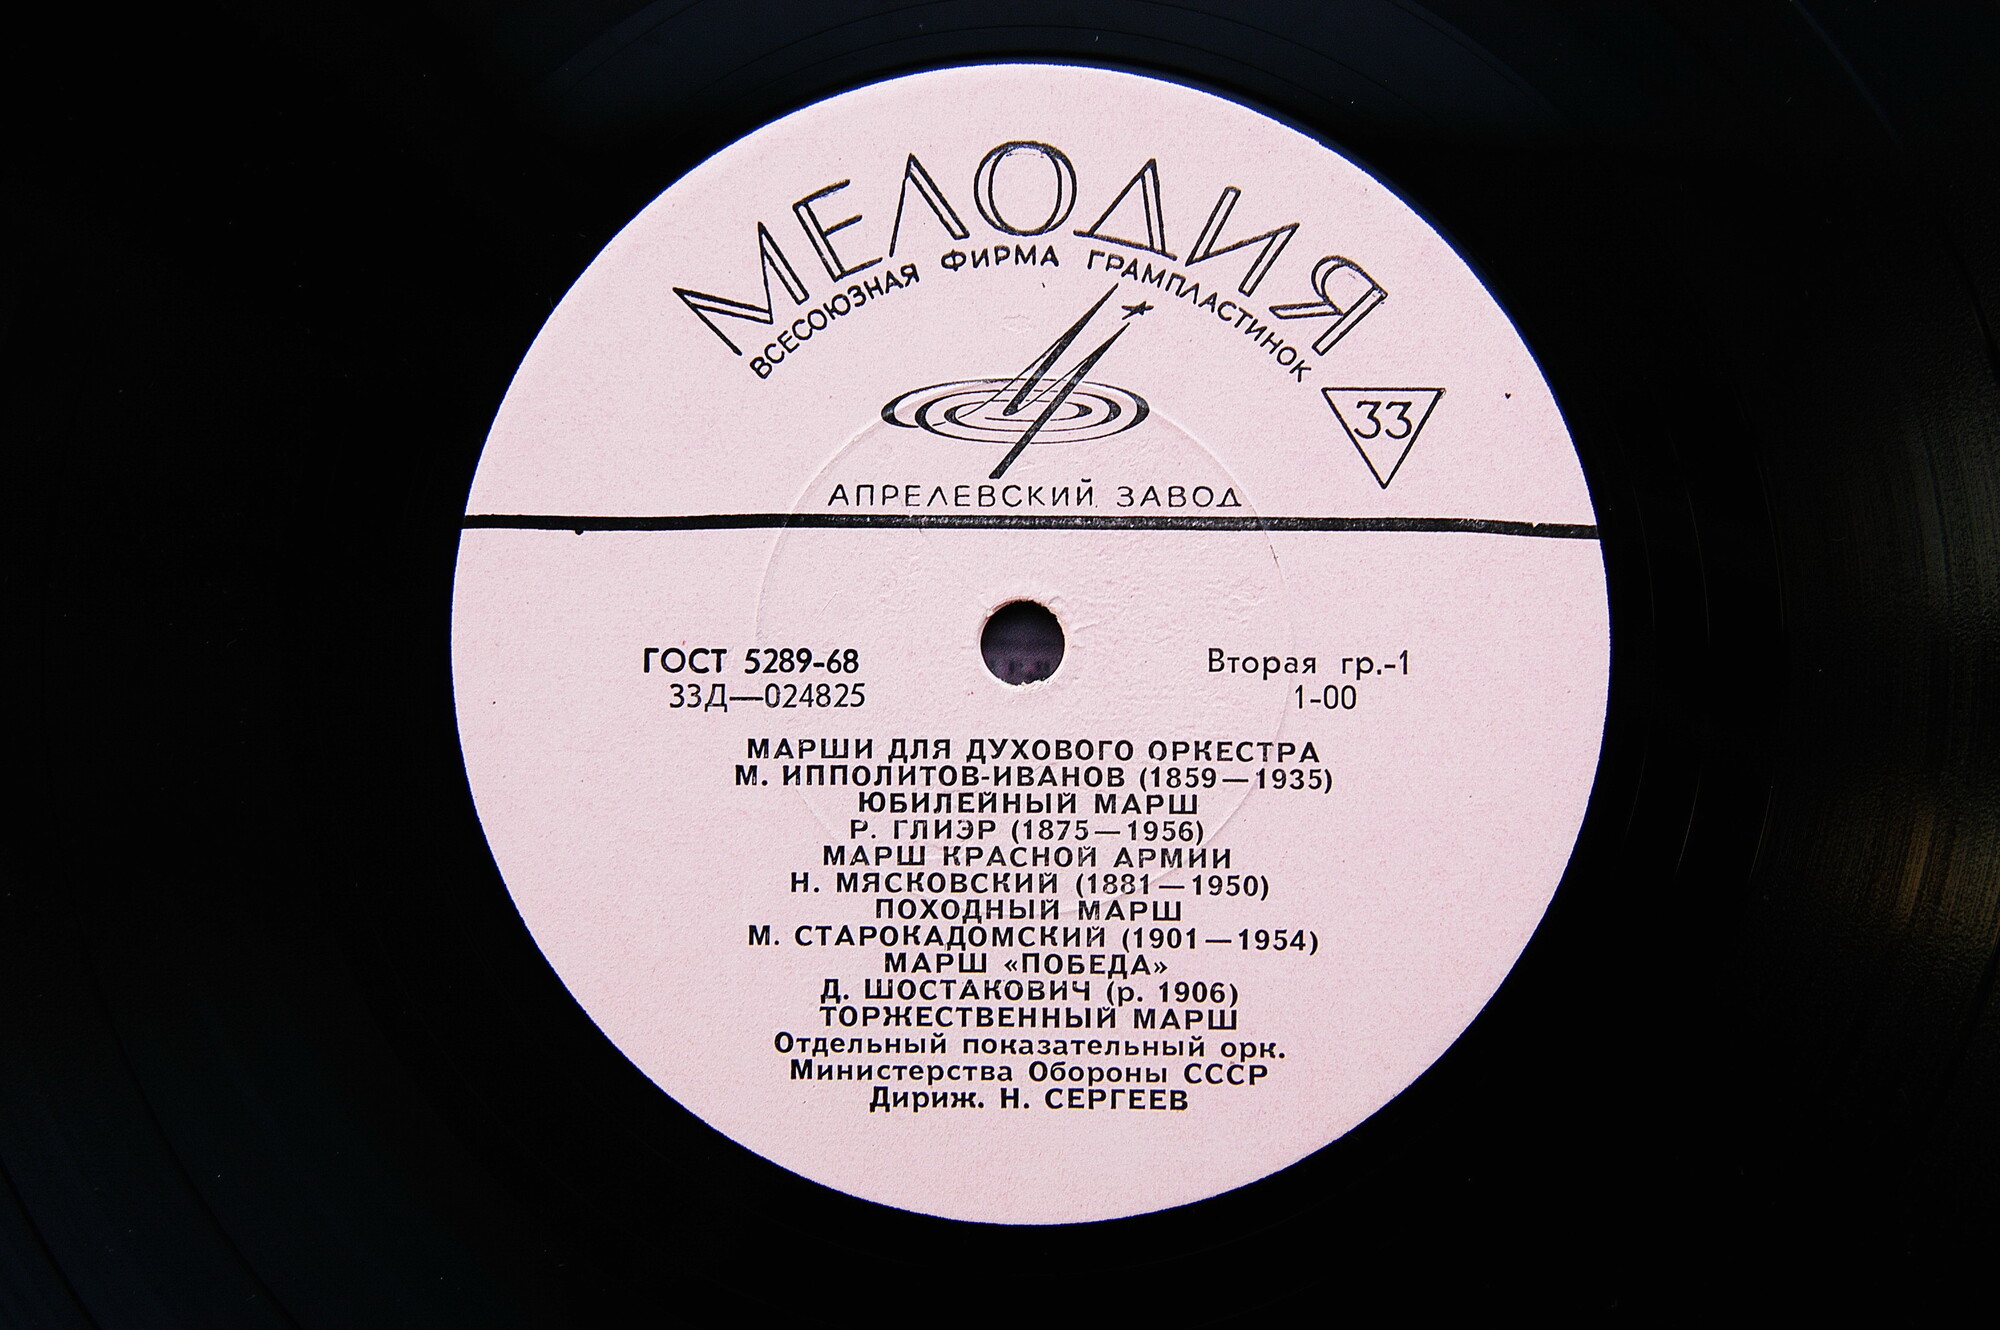 МЕЛОДИЯ
ВСЕСОЮЗНАЯ ФИРМА ГРАМПЛАСТИНОК
33
АПРЕЛЕВСКИЙ ЗАВОД
ГОСТ 5289-68
33Д—024825
Вторая гр.-1
1-00
МАРШИ ДЛЯ ДУХОВОГО ОРКЕСТРА
М. ИППОЛИТОВ-ИВАНОВ (1859—1935)
ЮБИЛЕЙНЫЙ МАРШ
Р. ГЛИЭР (1875—1956)
МАРШ КРАСНОЙ АРМИИ
Н. МЯСКОВСКИЙ (1881—1950)
ПОХОДНЫЙ МАРШ
М. СТАРОКАДОМСКИЙ (1901—1954)
МАРШ «ПОБЕДА»
Д. ШОСТАКОВИЧ (р. 1906)
ТОРЖЕСТВЕННЫЙ МАРШ
Отдельный показательный орк.
Министерства Обороны СССР
Дириж. Н. СЕРГЕЕВ